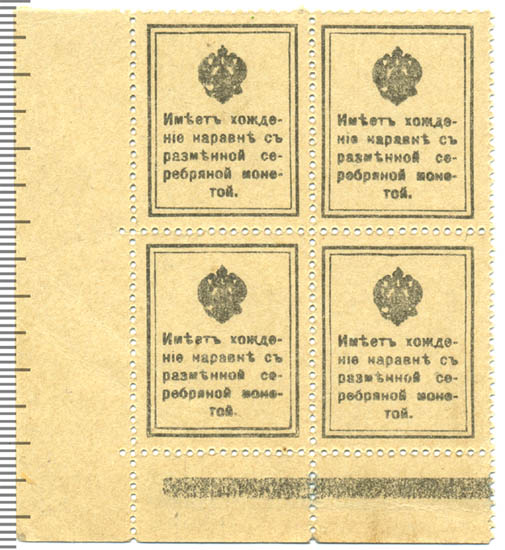 Имѣетъ хожде-
ніе наравнѣ съ
размѣнной се-
ребряной моне-
той.
Имѣетъ хожде-
ніе наравнѣ съ
размѣнной се-
ребряной моне-
той.
Имѣетъ хожде-
ніе наравнѣ съ
размѣнной се-
ребряной моне-
той.
Имѣетъ хожде-
ніе наравнѣ съ
размѣнной се-
ребряной моне-
той.